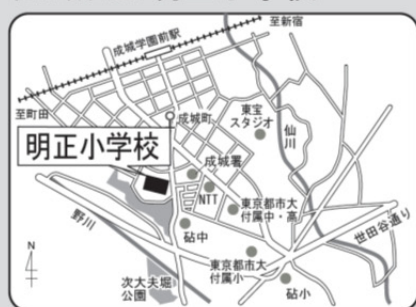 至新宿
成城学園前駅
至町田
成城町
東宝
スタジオ
仙川
明正小学校
成城署
NTT
東京都市大
付属中・高
世田谷通り
野川
砧中
東京都市大
付属小
N
次大夫堀
公園
砧小